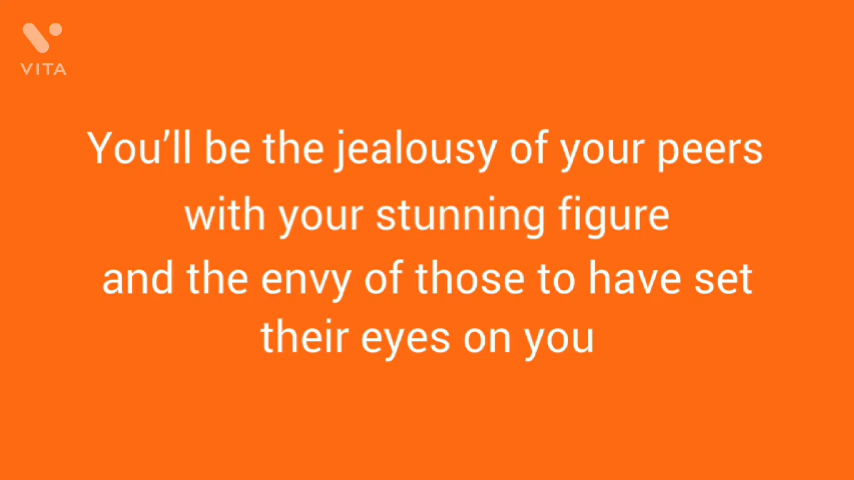 VITA
You’ll be the jealousy of your peers
with your stunning figure
and the envy of those to have set
their eyes on you